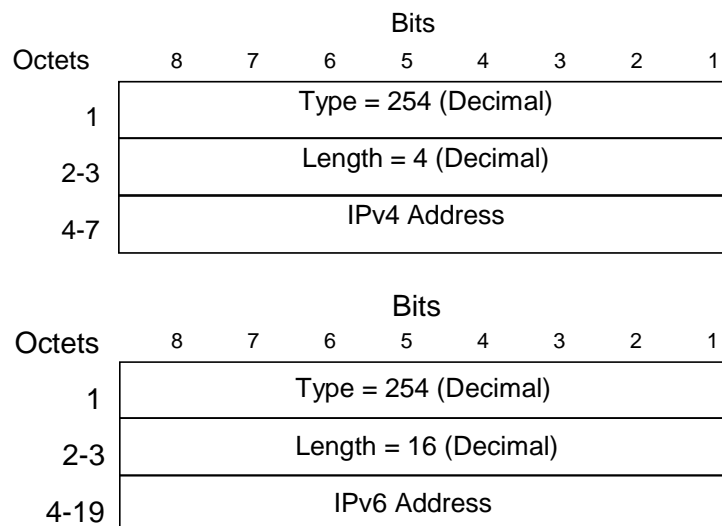 Bits
Octets 8 7 6 5 4 3 2 1
1 Type = 254 (Decimal)
2-3 Length = 4 (Decimal)
4-7 IPv4 Address
Bits
Octets 8 7 6 5 4 3 2 1
1 Type = 254 (Decimal)
2-3 Length = 16 (Decimal)
4-19 IPv6 Address